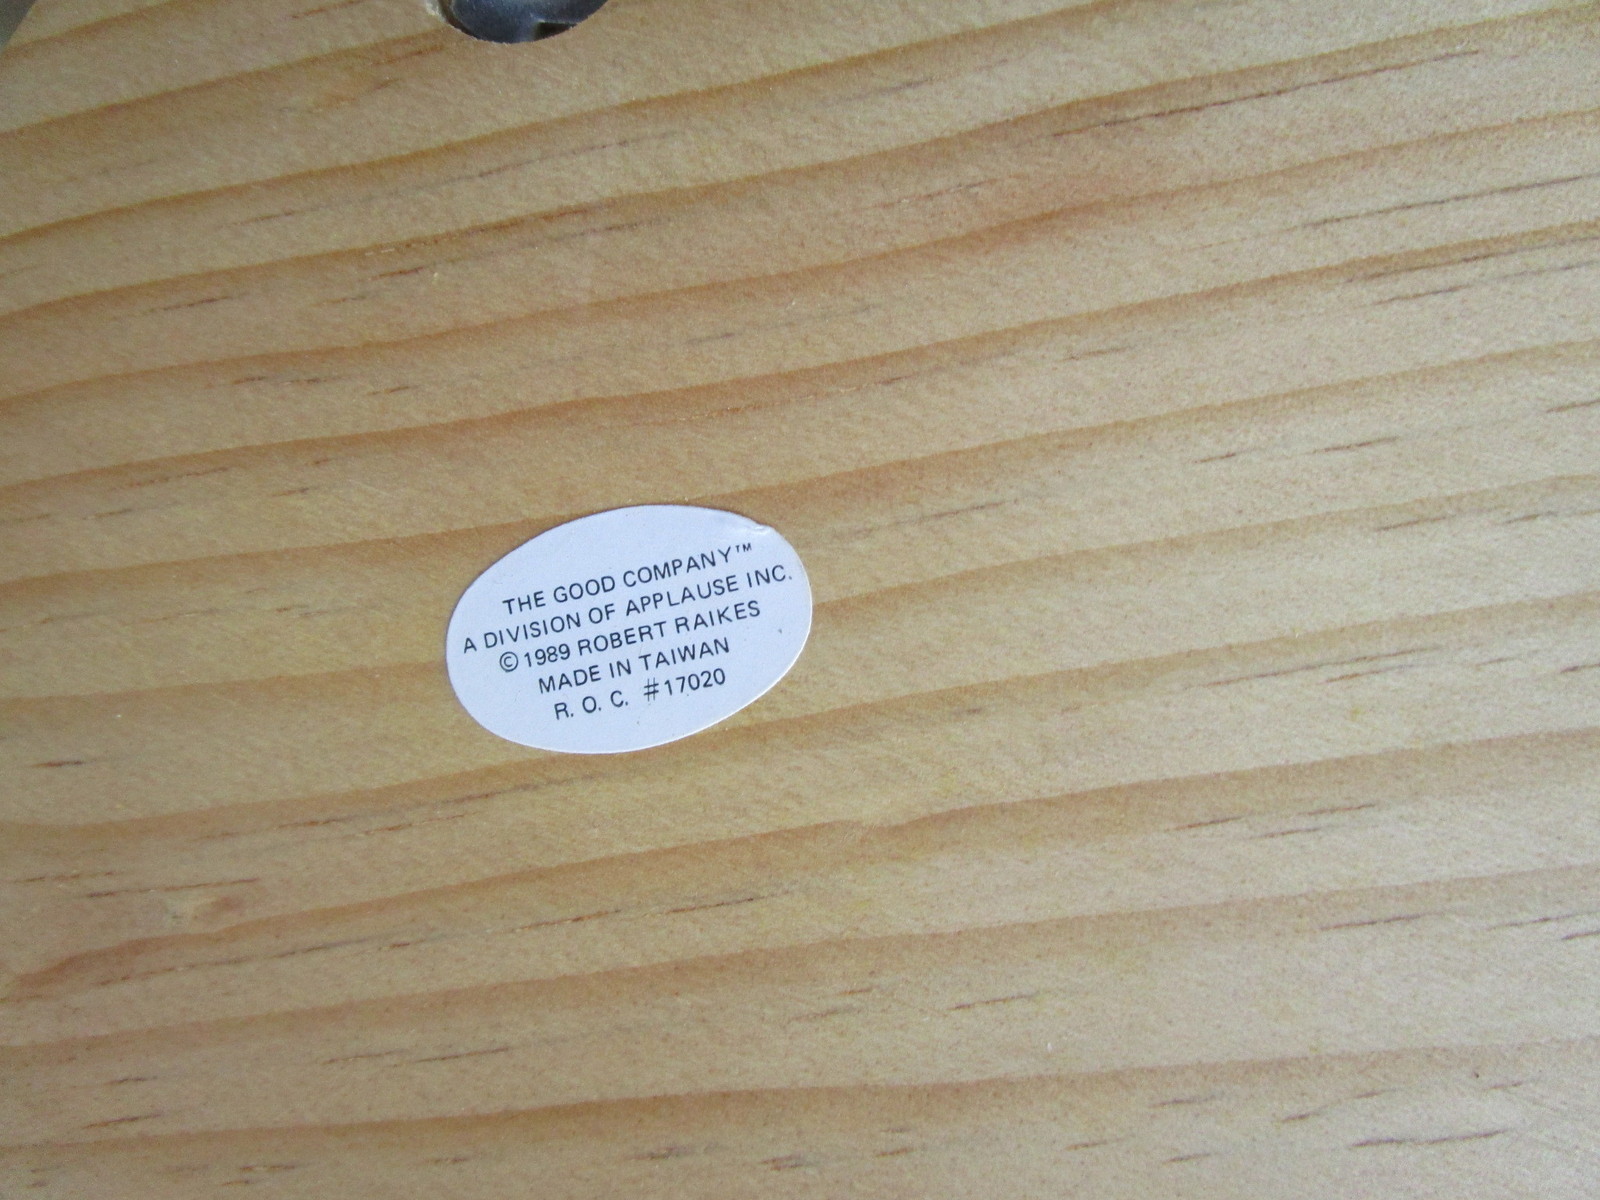 THE GOOD COMPANY™
A DIVISION OF APPLAUSE INC.
© 1989 ROBERT RAIKES
MADE IN TAIWAN
R. O. C. #17020